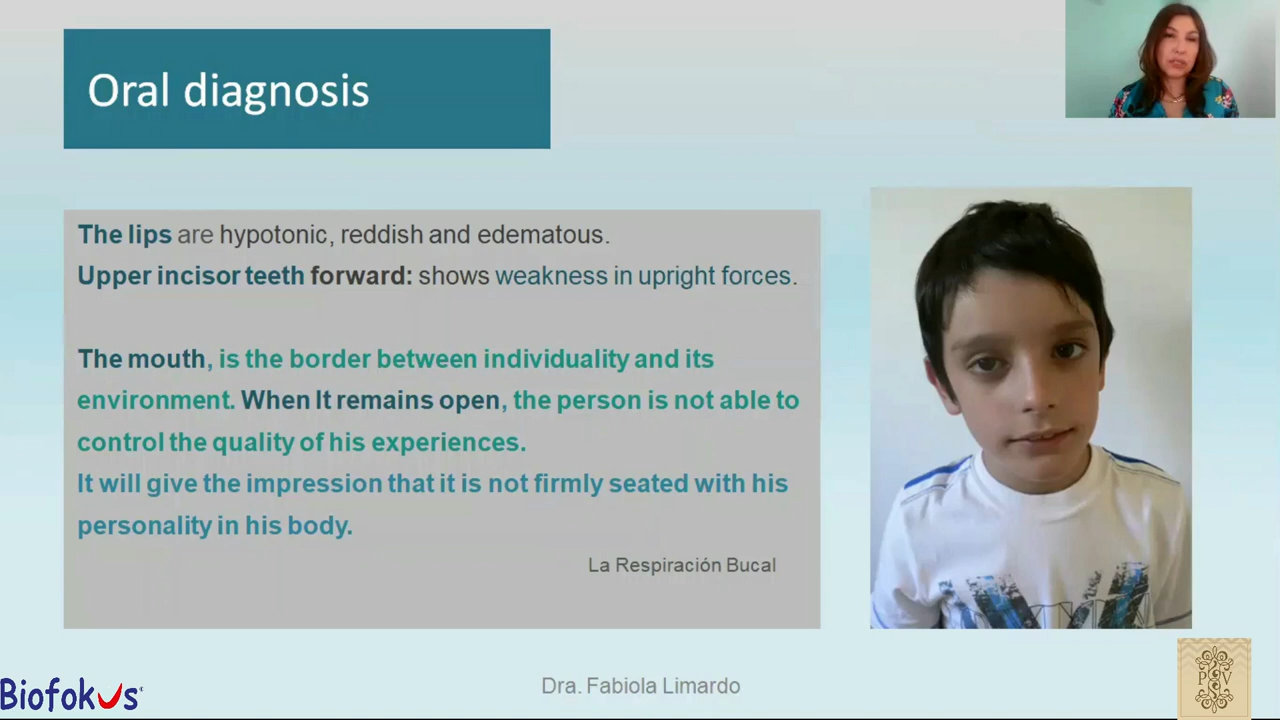 Oral diagnosis
The lips are hypotonic, reddish and edematous.
Upper incisor teeth forward: shows weakness in upright forces.
The mouth, is the border between individuality and its
environment. When It remains open, the person is not able to
control the quality of his experiences.
It will give the impression that it is not firmly seated with his
personality in his body.
La Respiración Bucal
Dra. Fabiola Limardo
Biofokus
P V